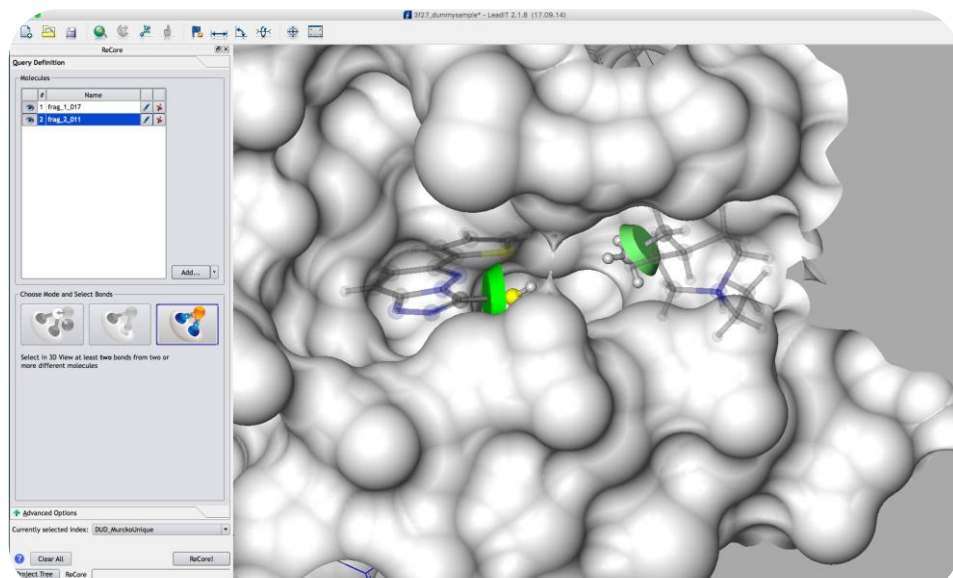 3f27_dummysample* - LeadIT 2.1.8 (17.09.14)
ReCore
Query Definition
Molecules
# Name
1 frag_1_017
2 frag_2_011
Add...
Choose Mode and Select Bonds
Select in 3D View at least two bonds from two or
more different molecules
Advanced Options
Currently selected index: DUD_MurckoUnique
? Clear All ReCore!
Project Tree ReCore